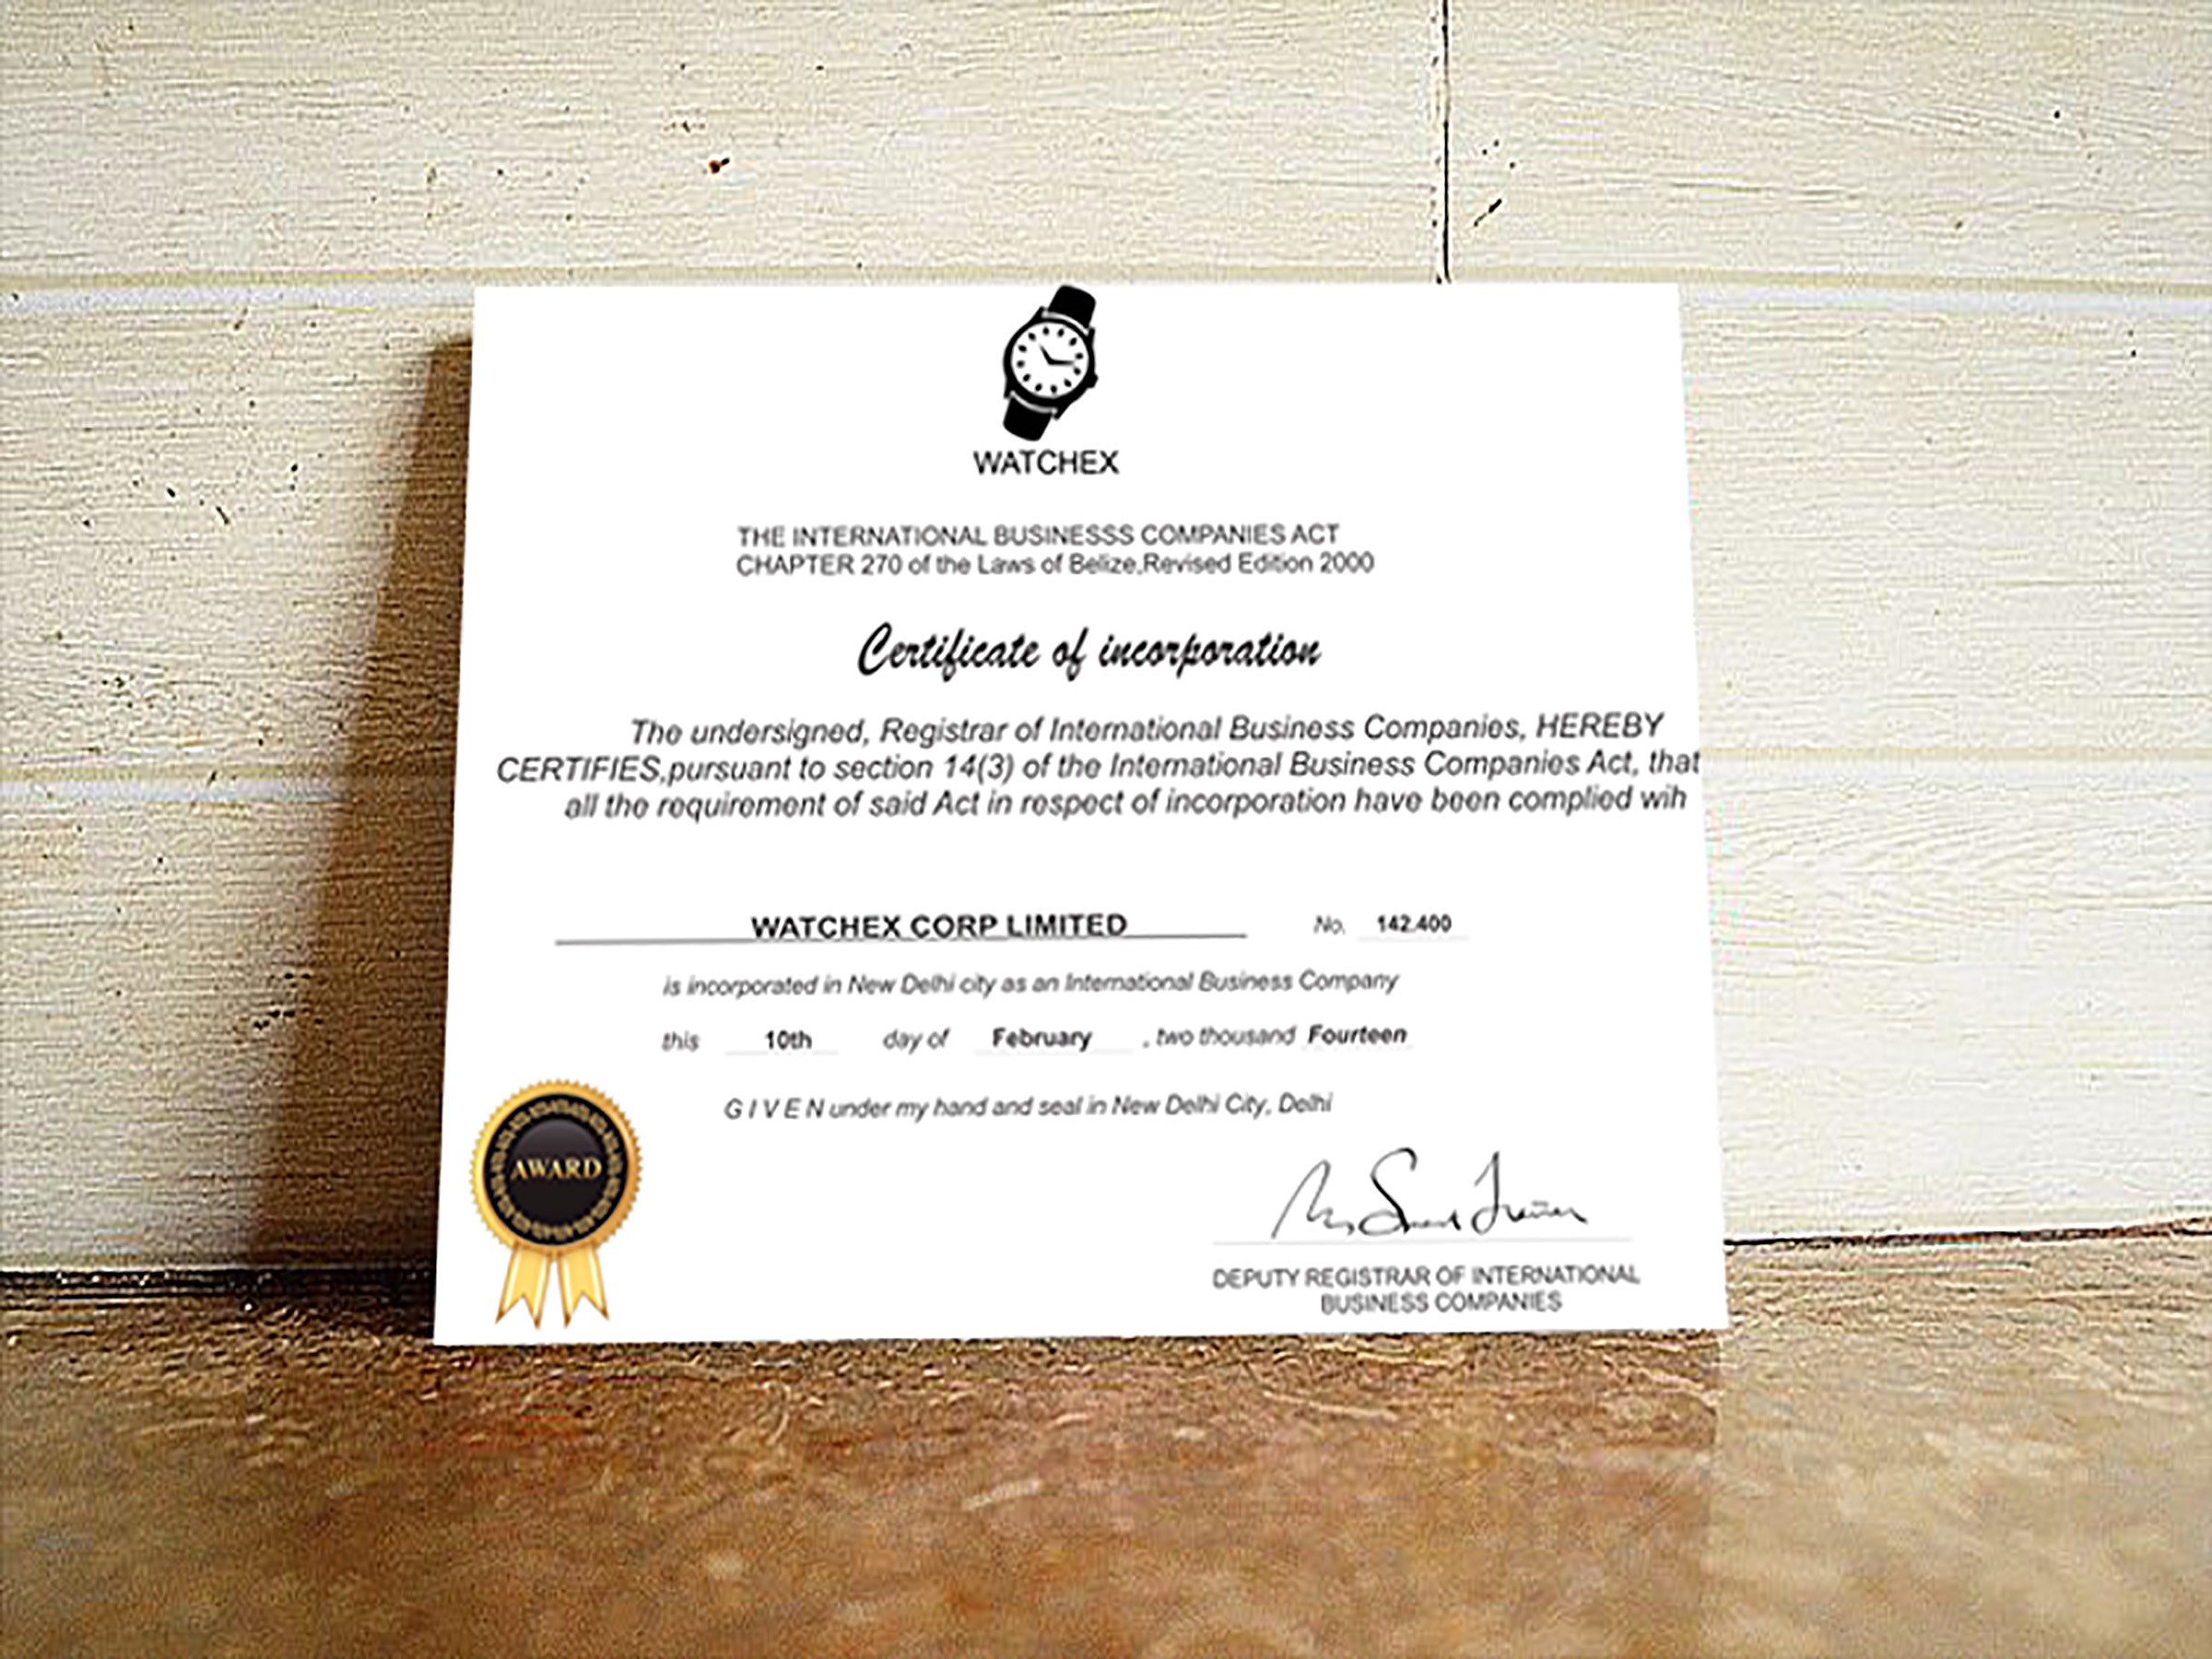 WATCHEX
THE INTERNATIONAL BUSINESSS COMPANIES ACT
CHAPTER 270 of the Laws of Belize,Revised Edition 2000
Certificate of incorporation
The undersigned, Registrar of International Business Companies, HEREBY
CERTIFIES,pursuant to section 14(3) of the International Business Companies Act, that
all the requirement of said Act in respect of incorporation have been complied wih
WATCHEX CORP LIMITED No. 142.400
is incorporated in New Delhi city as an International Business Company
this 10th day of February , two thousand Fourteen
G I V E N under my hand and seal in New Delhi City, Delhi
AWARD
DEPUTY REGISTRAR OF INTERNATIONAL
BUSINESS COMPANIES